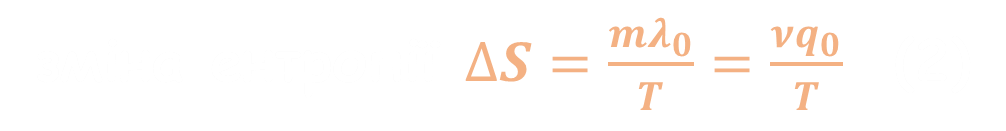 ΔS = mλ₀/T = νq₀/T